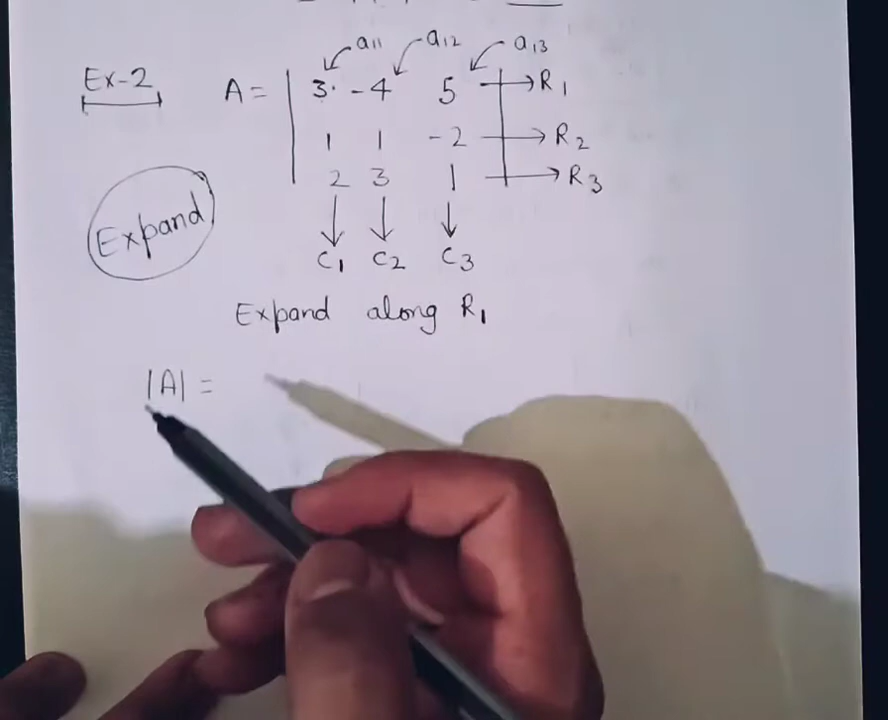 a11 a12 a13
Ex-2 A = | 3 -4 5 | → R1
1 1 -2 → R2
2 3 1 → R3
Expand
C1 C2 C3
Expand along R1
|A| =